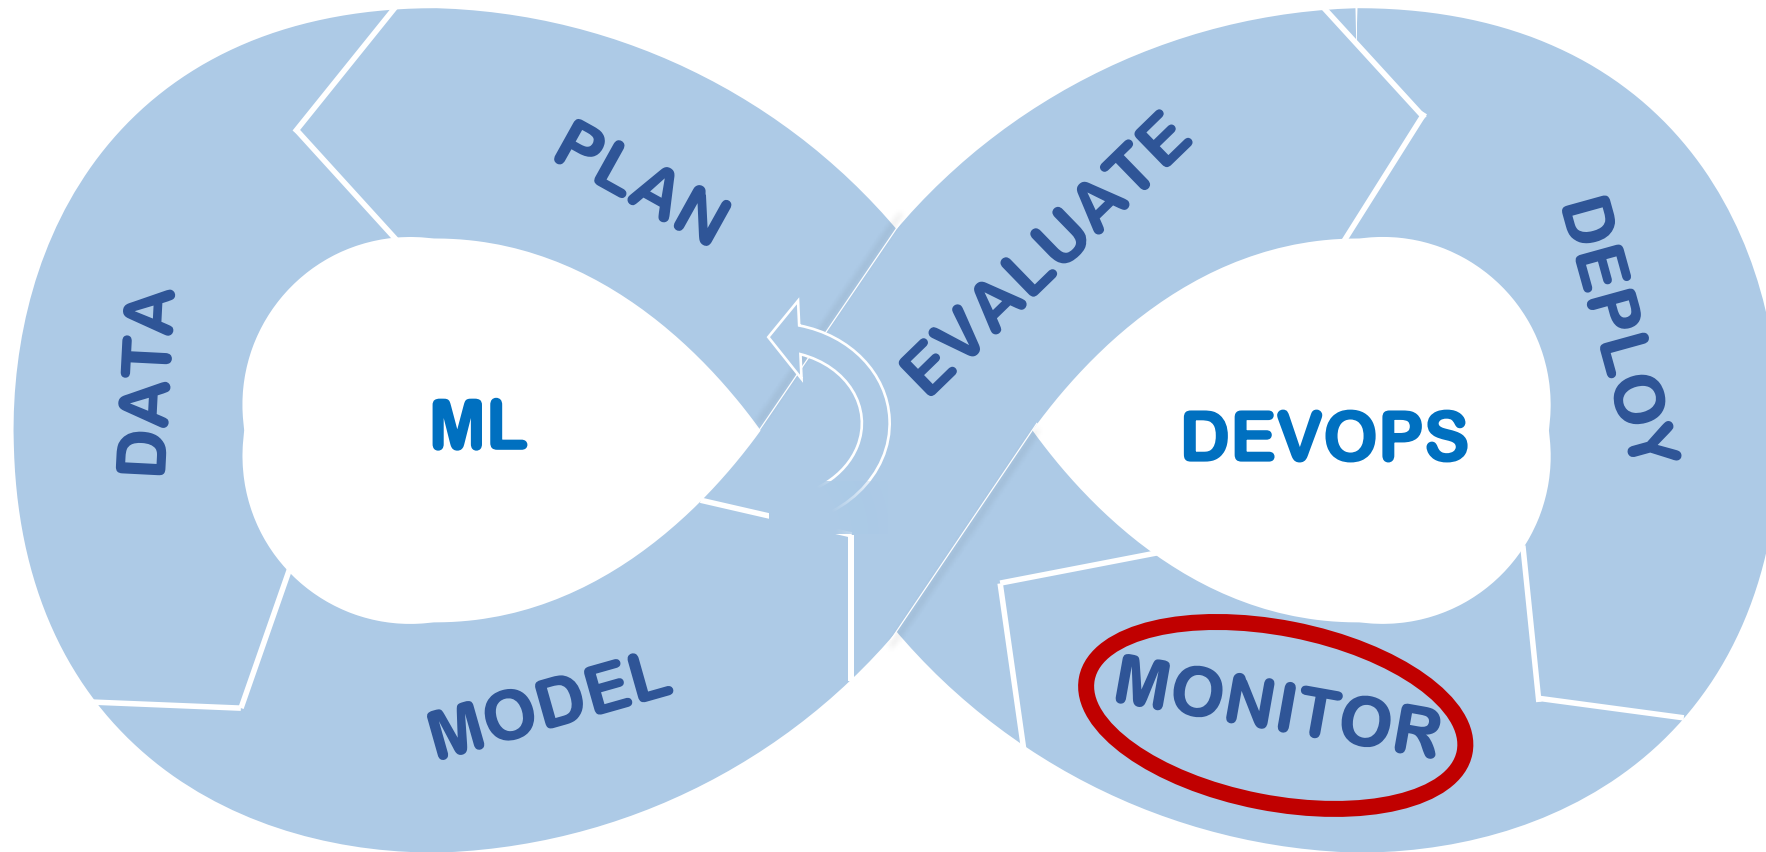 PLAN
EVALUATE
DEPLOY
DATA
ML
DEVOPS
MODEL
MONITOR